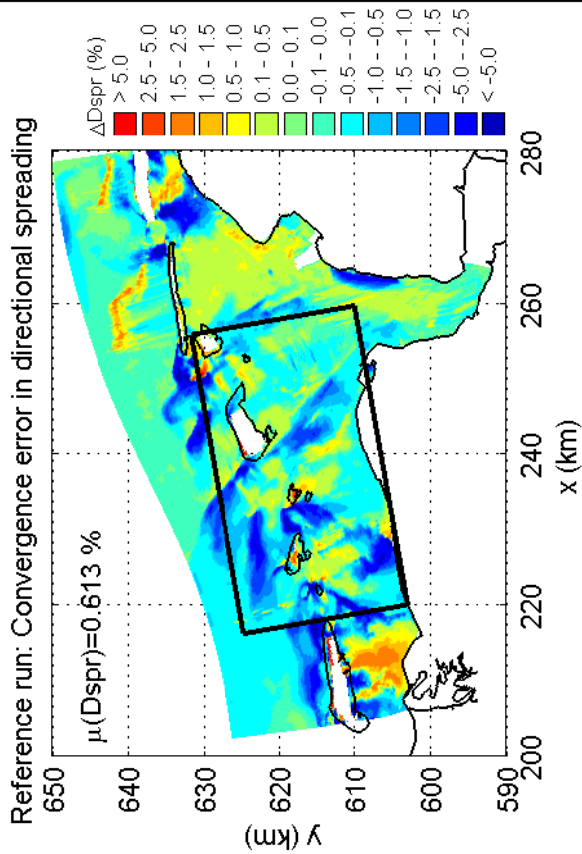 Reference run: Convergence error in directional spreading
μ(Dspr)=0.613 %
650
640
630
620
610
600
590
y (km)
200
220
240
260
280
x (km)
ΔDspr (%)
> 5.0
2.5 - 5.0
1.5 - 2.5
1.0 - 1.5
0.5 - 1.0
0.1 - 0.5
0.0 - 0.1
-0.1 - 0.0
-0.5 - -0.1
-1.0 - -0.5
-1.5 - -1.0
-2.5 - -1.5
-5.0 - -2.5
< -5.0